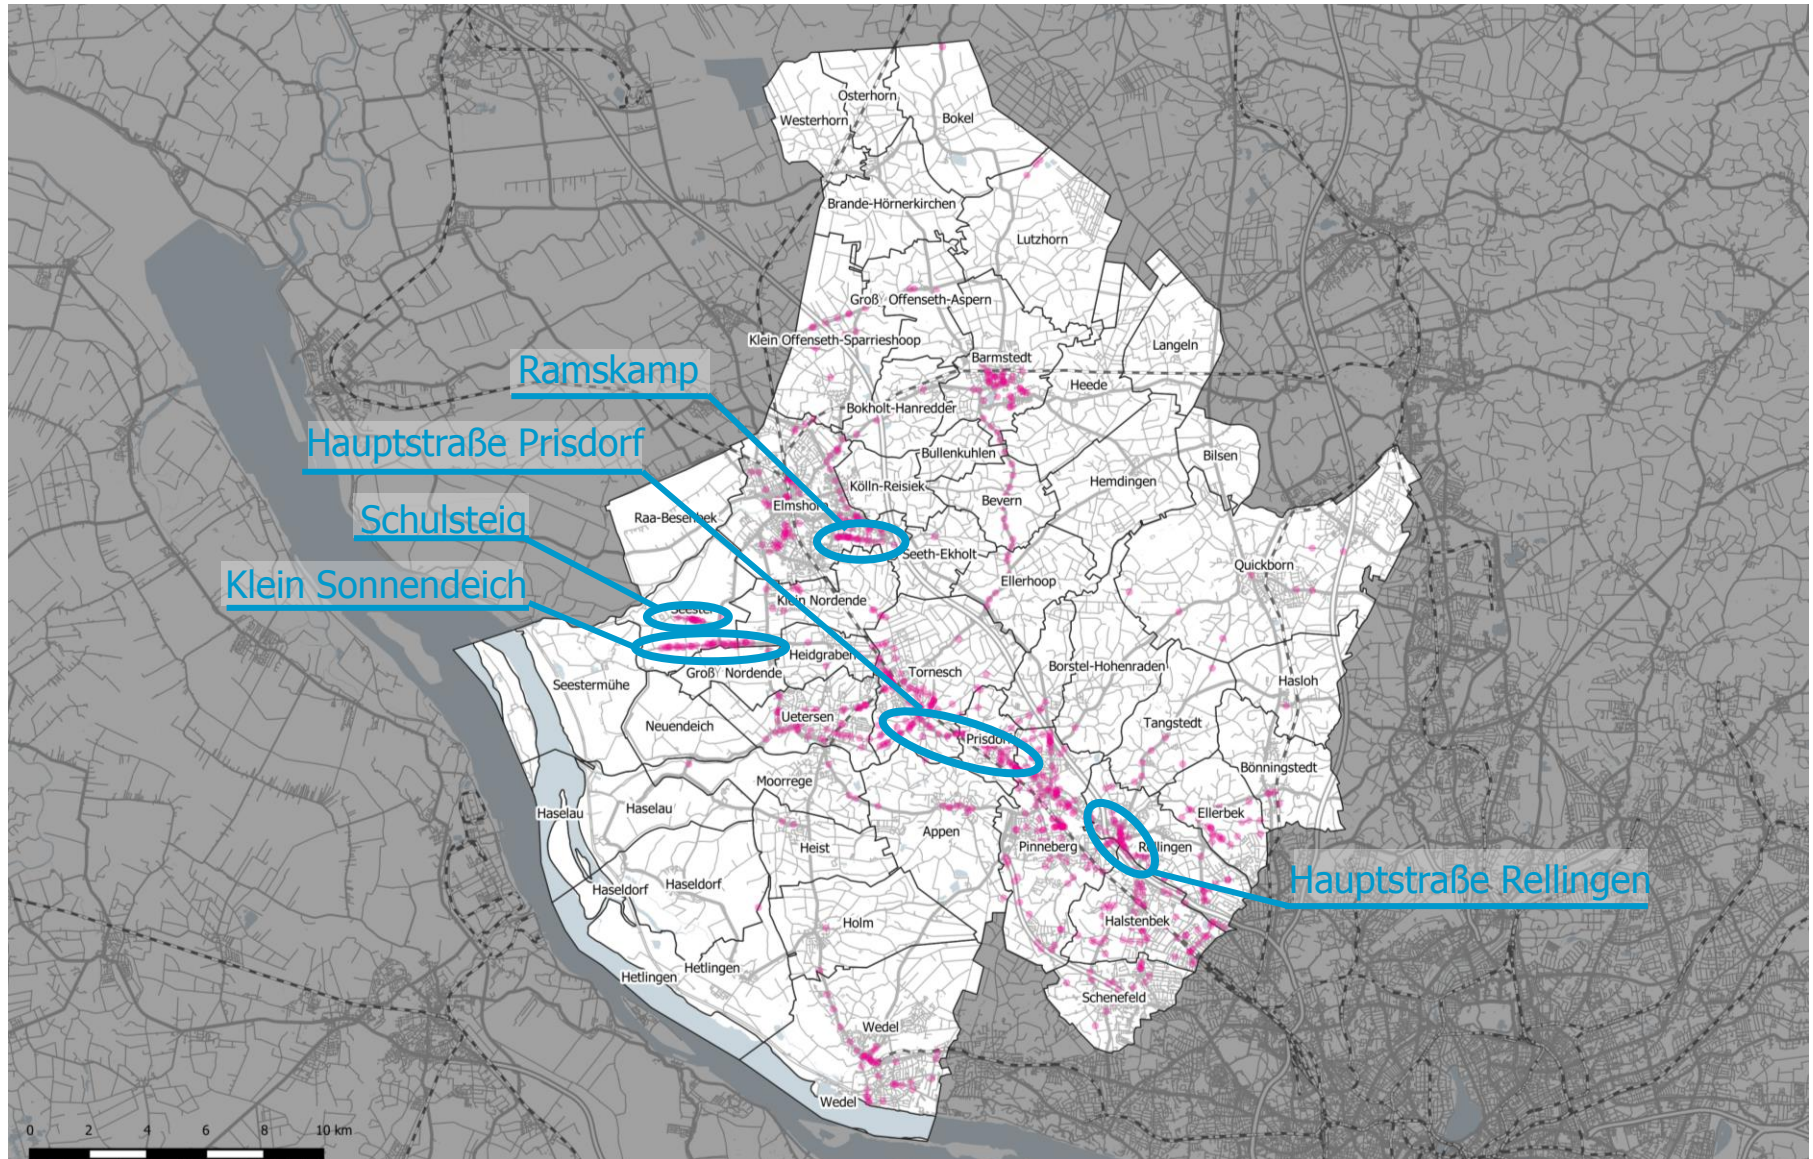 Osterhorn
Westerhorn
Bokel
Brande-Hörnerkirchen
Lutzhorn
Groß Offenseth-Aspern
Klein Offenseth-Sparrieshoop
Langeln
Barmstedt
Heede
Ramskamp
Bokholt-Hanredder
Hauptstraße Prisdorf
Bullenkuhlen
Bilsen
Hemdingen
Kölln-Reisiek
Bevern
Elmshorn
Raa-Besenbek
Schulsteig
Seeth-Ekholt
Quickborn
Ellerhoop
Klein Sonnendeich
Klein Nordende
Seester
Heidgraben
Borstel-Hohenraden
Groß Nordende
Tornesch
Hasloh
Seestermühe
Uetersen
Neuendeich
Tangstedt
Prisdorf
Bönningstedt
Moorrege
Haselau
Haselau
Ellerbek
Appen
Heist
Pinneberg
Rellingen
Hauptstraße Rellingen
Haseldorf
Haseldorf
Holm
Halstenbek
Hetlingen
Hetlingen
Schenefeld
Wedel
Wedel
0 2 4 6 8 10 km